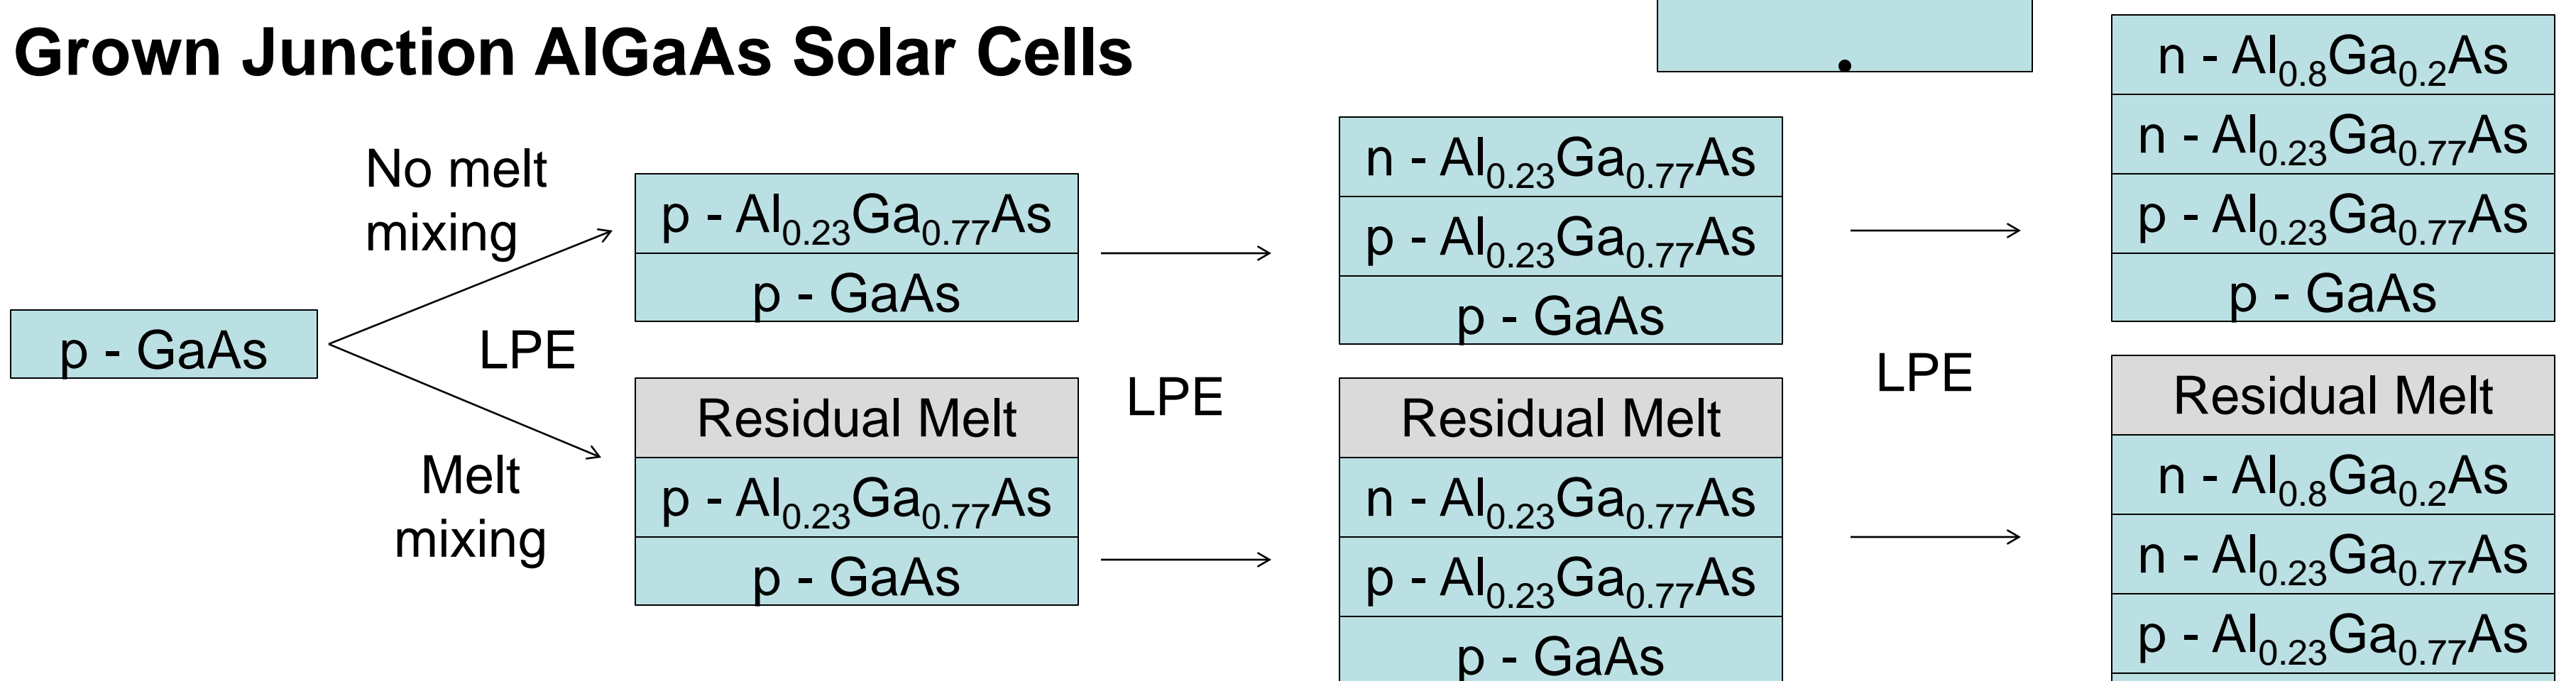 Grown Junction AlGaAs Solar Cells
.
No melt
mixing
p - GaAs
LPE
Melt
mixing
p - Al0.23Ga0.77As
p - GaAs
Residual Melt
p - Al0.23Ga0.77As
p - GaAs
LPE
n - Al0.23Ga0.77As
p - Al0.23Ga0.77As
p - GaAs
Residual Melt
n - Al0.23Ga0.77As
p - Al0.23Ga0.77As
p - GaAs
LPE
n - Al0.8Ga0.2As
n - Al0.23Ga0.77As
p - Al0.23Ga0.77As
p - GaAs
Residual Melt
n - Al0.8Ga0.2As
n - Al0.23Ga0.77As
p - Al0.23Ga0.77As